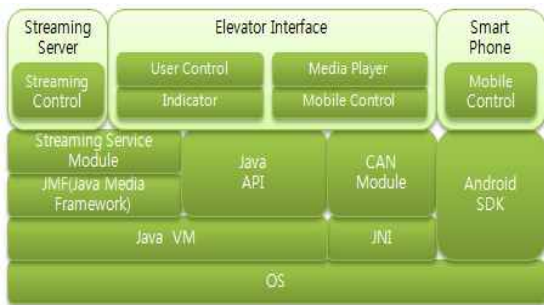 Streaming
Server
Elevator Interface
Smart
Phone
Streaming
Control
User Control
Media Player
Indicator
Mobile Control
Mobile
Control
Streaming Service
Module
JMF(Java Media
Framework)
Java
API
CAN
Module
Android
SDK
Java VM
JNI
OS